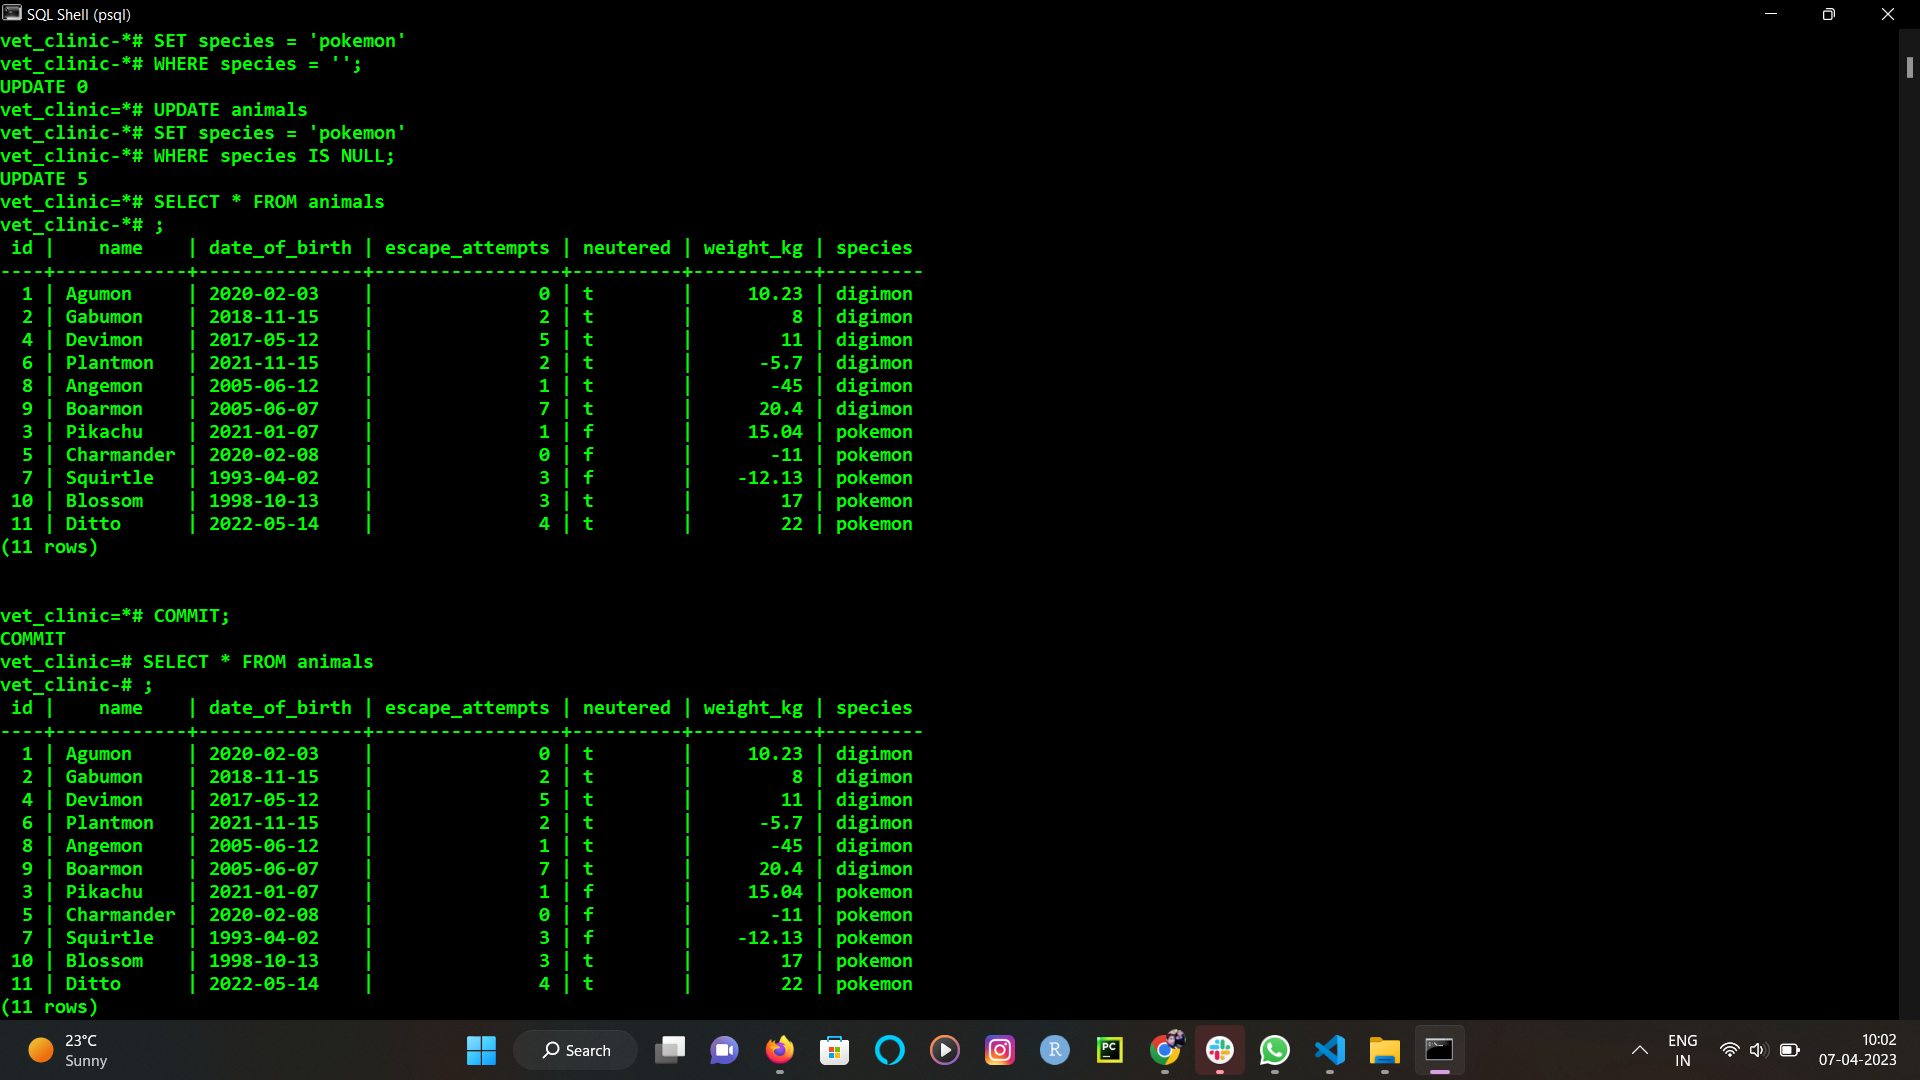 SQL Shell (psql)
vet_clinic-*# SET species = 'pokemon'
vet_clinic-*# WHERE species = '';
UPDATE 0
vet_clinic=*# UPDATE animals
vet_clinic-*# SET species = 'pokemon'
vet_clinic-*# WHERE species IS NULL;
UPDATE 5
vet_clinic=*# SELECT * FROM animals
vet_clinic-*# ;
 id |    name    | date_of_birth | escape_attempts | neutered | weight_kg | species
----+------------+---------------+-----------------+----------+-----------+---------
  1 | Agumon     | 2020-02-03    |               0 | t        |     10.23 | digimon
  2 | Gabumon    | 2018-11-15    |               2 | t        |         8 | digimon
  4 | Devimon    | 2017-05-12    |               5 | t        |        11 | digimon
  6 | Plantmon   | 2021-11-15    |               2 | t        |      -5.7 | digimon
  8 | Angemon    | 2005-06-12    |               1 | t        |       -45 | digimon
  9 | Boarmon    | 2005-06-07    |               7 | t        |      20.4 | digimon
  3 | Pikachu    | 2021-01-07    |               1 | f        |     15.04 | pokemon
  5 | Charmander | 2020-02-08    |               0 | f        |       -11 | pokemon
  7 | Squirtle   | 1993-04-02    |               3 | f        |    -12.13 | pokemon
 10 | Blossom    | 1998-10-13    |               3 | t        |        17 | pokemon
 11 | Ditto      | 2022-05-14    |               4 | t        |        22 | pokemon
(11 rows)
vet_clinic=*# COMMIT;
COMMIT
vet_clinic=# SELECT * FROM animals
vet_clinic-# ;
 id |    name    | date_of_birth | escape_attempts | neutered | weight_kg | species
----+------------+---------------+-----------------+----------+-----------+---------
  1 | Agumon     | 2020-02-03    |               0 | t        |     10.23 | digimon
  2 | Gabumon    | 2018-11-15    |               2 | t        |         8 | digimon
  4 | Devimon    | 2017-05-12    |               5 | t        |        11 | digimon
  6 | Plantmon   | 2021-11-15    |               2 | t        |      -5.7 | digimon
  8 | Angemon    | 2005-06-12    |               1 | t        |       -45 | digimon
  9 | Boarmon    | 2005-06-07    |               7 | t        |      20.4 | digimon
  3 | Pikachu    | 2021-01-07    |               1 | f        |     15.04 | pokemon
  5 | Charmander | 2020-02-08    |               0 | f        |       -11 | pokemon
  7 | Squirtle   | 1993-04-02    |               3 | f        |    -12.13 | pokemon
 10 | Blossom    | 1998-10-13    |               3 | t        |        17 | pokemon
 11 | Ditto      | 2022-05-14    |               4 | t        |        22 | pokemon
(11 rows)
23°C
Sunny
Search
R
PC
ENG
IN
10:02
07-04-2023